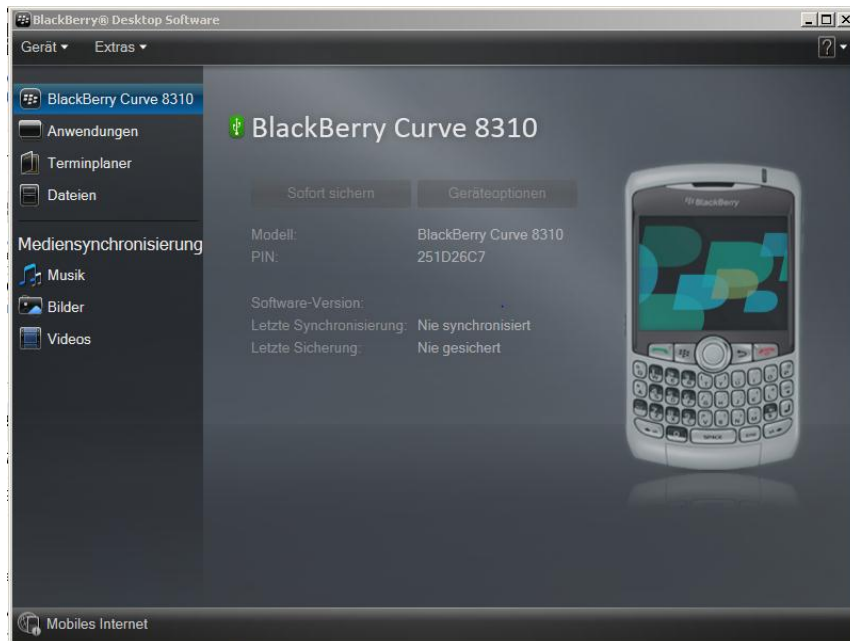 BlackBerry® Desktop Software
Gerät Extras ?
BlackBerry Curve 8310
Anwendungen
Terminplaner
Dateien
Mediensynchronisierung
Musik
Bilder
Videos
BlackBerry Curve 8310
Sofort sichern Geräteoptionen
Modell: BlackBerry Curve 8310
PIN: 251D26C7
Software-Version:
Letzte Synchronisierung: Nie synchronisiert
Letzte Sicherung: Nie gesichert
BlackBerry
SPACE
Mobiles Internet